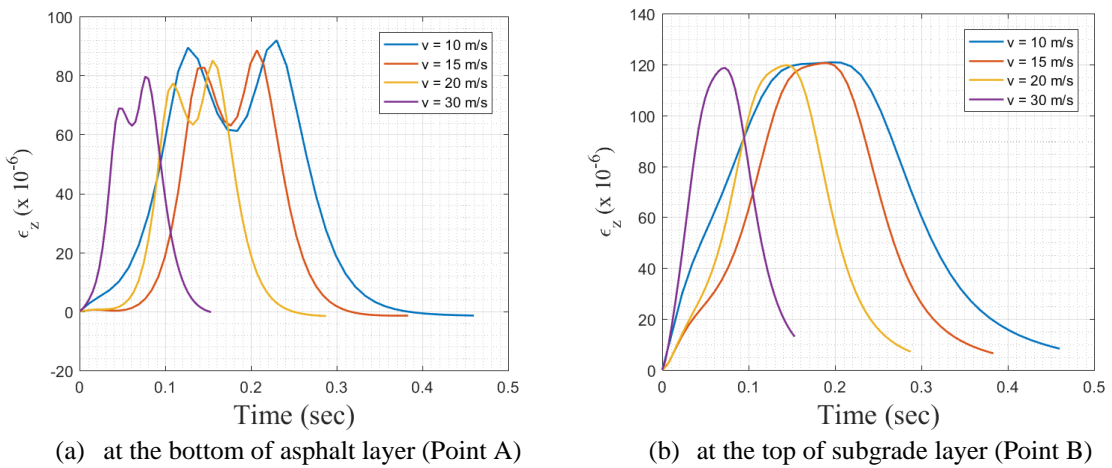 100
80
60
40
20
0
-20
0
0.1
0.2
0.3
0.4
0.5
ϵz (x 10-6)
Time (sec)
v = 10 m/s
v = 15 m/s
v = 20 m/s
v = 30 m/s
(a) at the bottom of asphalt layer (Point A)
140
120
100
80
60
40
20
0
0
0.1
0.2
0.3
0.4
0.5
ϵz (x 10-6)
Time (sec)
v = 10 m/s
v = 15 m/s
v = 20 m/s
v = 30 m/s
(b) at the top of subgrade layer (Point B)